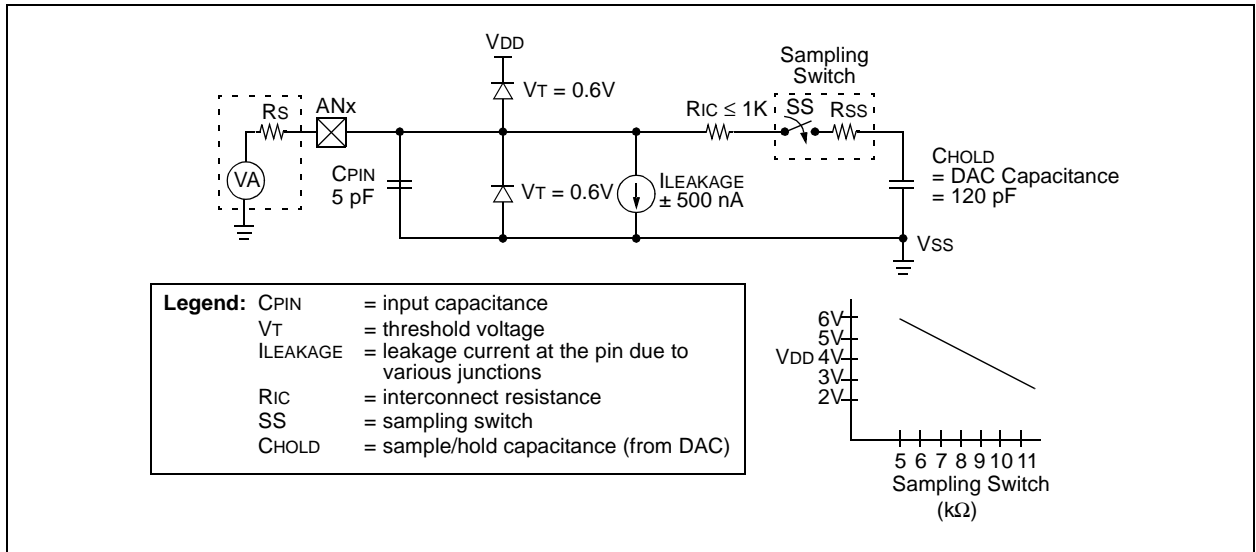 VDD
Sampling
Switch
VT = 0.6V
RS
ANx
RIC ≤ 1K
SS
RSS
VA
CPIN
5 pF
VT = 0.6V
ILEAKAGE
± 500 nA
CHOLD
= DAC Capacitance
= 120 pF
VSS
Legend: CPIN = input capacitance
VT = threshold voltage
ILEAKAGE = leakage current at the pin due to
various junctions
RIC = interconnect resistance
SS = sampling switch
CHOLD = sample/hold capacitance (from DAC)
6V
5V
VDD 4V
3V
2V
5 6 7 8 9 10 11
Sampling Switch
(kΩ)